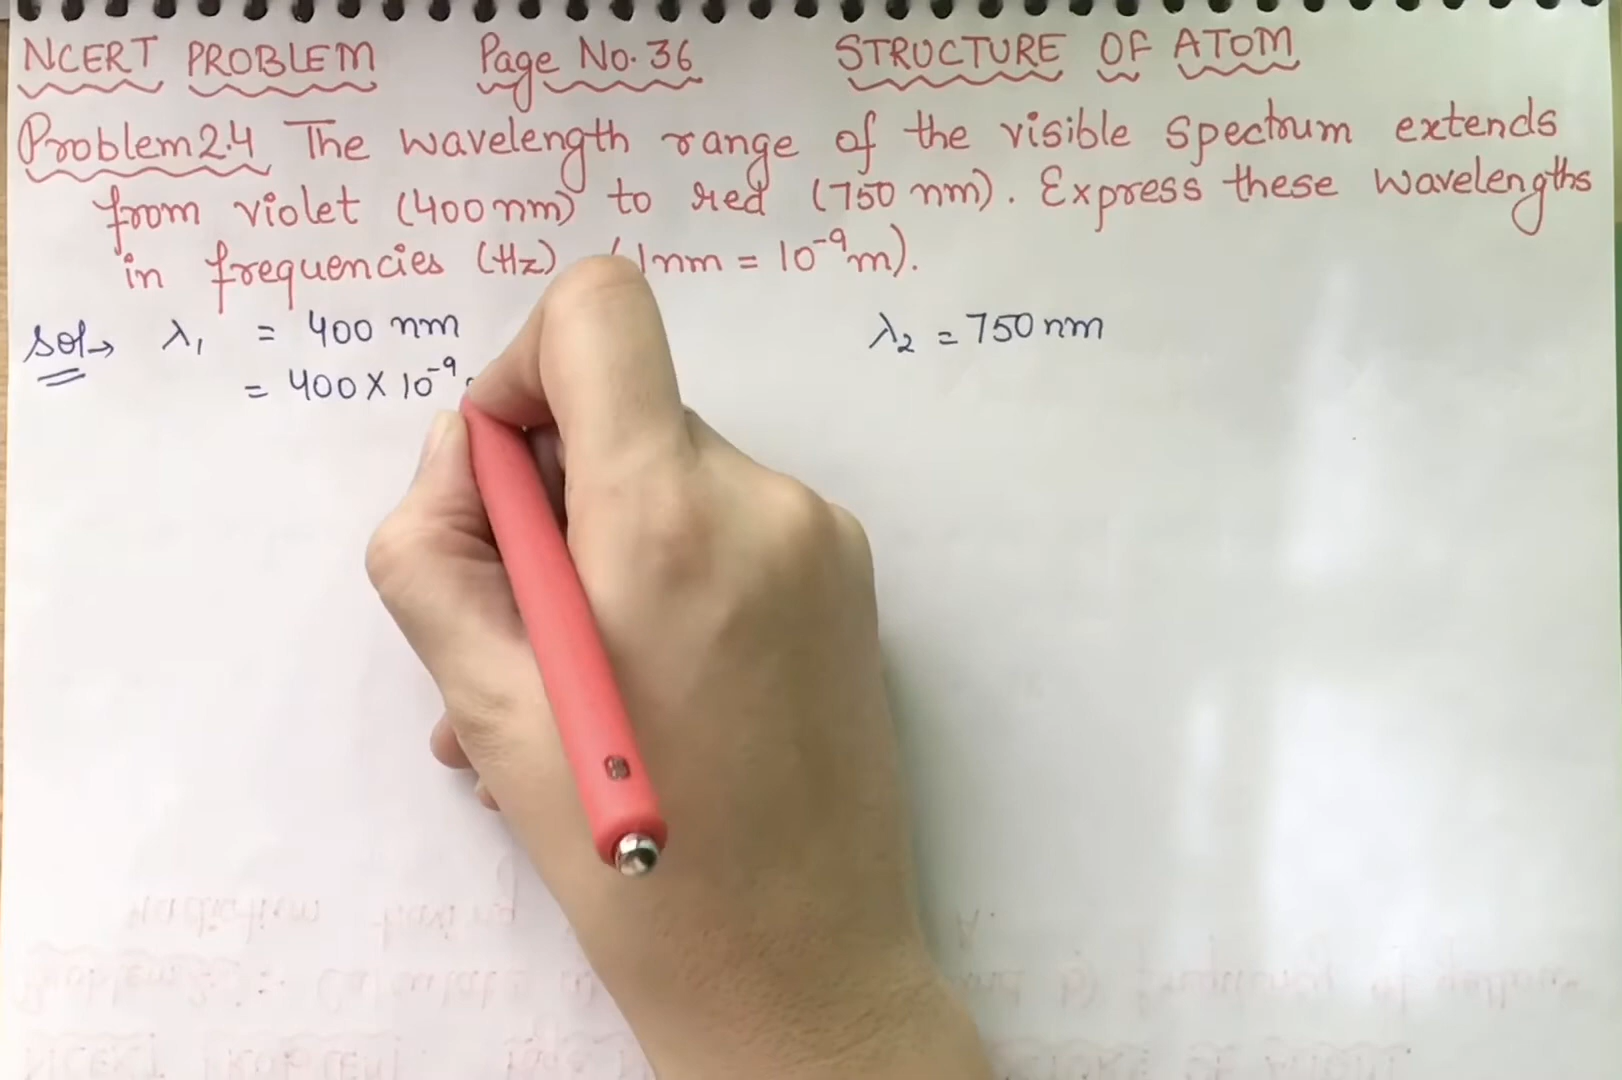 NCERT PROBLEM Page No. 36 STRUCTURE OF ATOM
Problem 2.4 The wavelength range of the visible spectrum extends
from violet (400 nm) to red (750 nm). Express these wavelengths
in frequencies (Hz) (1nm = 10⁻⁹m).
Sol→ λ₁ = 400 nm λ₂ = 750 nm
= 400 X 10⁻⁹